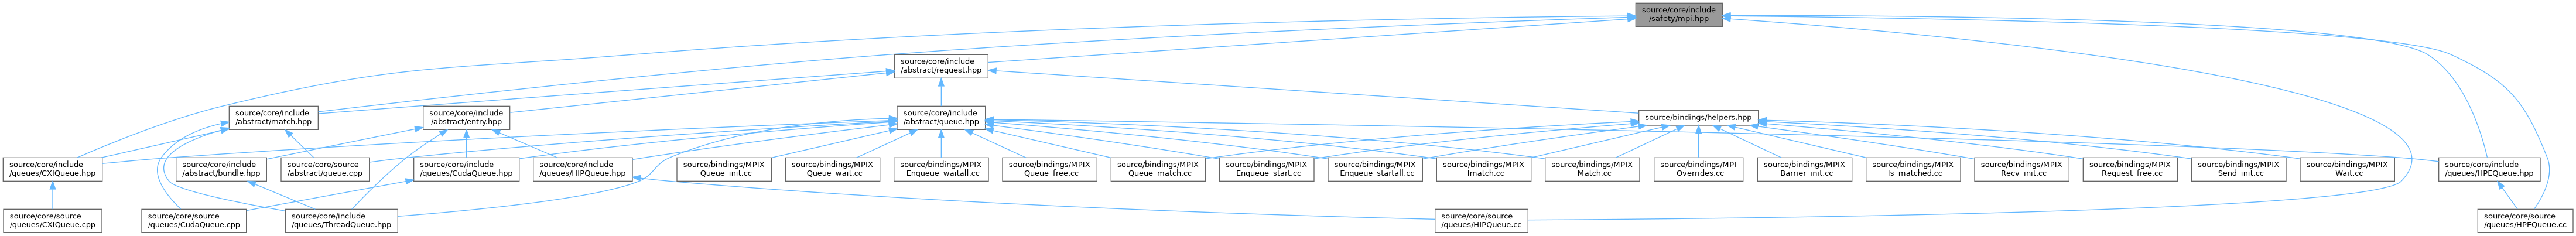 source/core/include
/safety/mpi.hpp
source/core/include
/abstract/request.hpp
source/core/include
/abstract/match.hpp
source/core/include
/abstract/entry.hpp
source/core/include
/abstract/queue.hpp
source/bindings/helpers.hpp
source/core/include
/queues/CXIQueue.hpp
source/core/include
/abstract/bundle.hpp
source/core/source
/abstract/queue.cpp
source/core/include
/queues/CudaQueue.hpp
source/core/include
/queues/HIPQueue.hpp
source/bindings/MPIX
_Queue_init.cc
source/bindings/MPIX
_Queue_wait.cc
source/bindings/MPIX
_Enqueue_waitall.cc
source/bindings/MPIX
_Queue_free.cc
source/bindings/MPIX
_Queue_match.cc
source/bindings/MPIX
_Enqueue_start.cc
source/bindings/MPIX
_Enqueue_startall.cc
source/bindings/MPIX
_Imatch.cc
source/bindings/MPIX
_Match.cc
source/bindings/MPI
_Overrides.cc
source/bindings/MPIX
_Barrier_init.cc
source/bindings/MPIX
_Is_matched.cc
source/bindings/MPIX
_Recv_init.cc
source/bindings/MPIX
_Request_free.cc
source/bindings/MPIX
_Send_init.cc
source/bindings/MPIX
_Wait.cc
source/core/include
/queues/HPEQueue.hpp
source/core/source
/queues/CXIQueue.cpp
source/core/source
/queues/CudaQueue.cpp
source/core/include
/queues/ThreadQueue.hpp
source/core/source
/queues/HIPQueue.cc
source/core/source
/queues/HPEQueue.cc